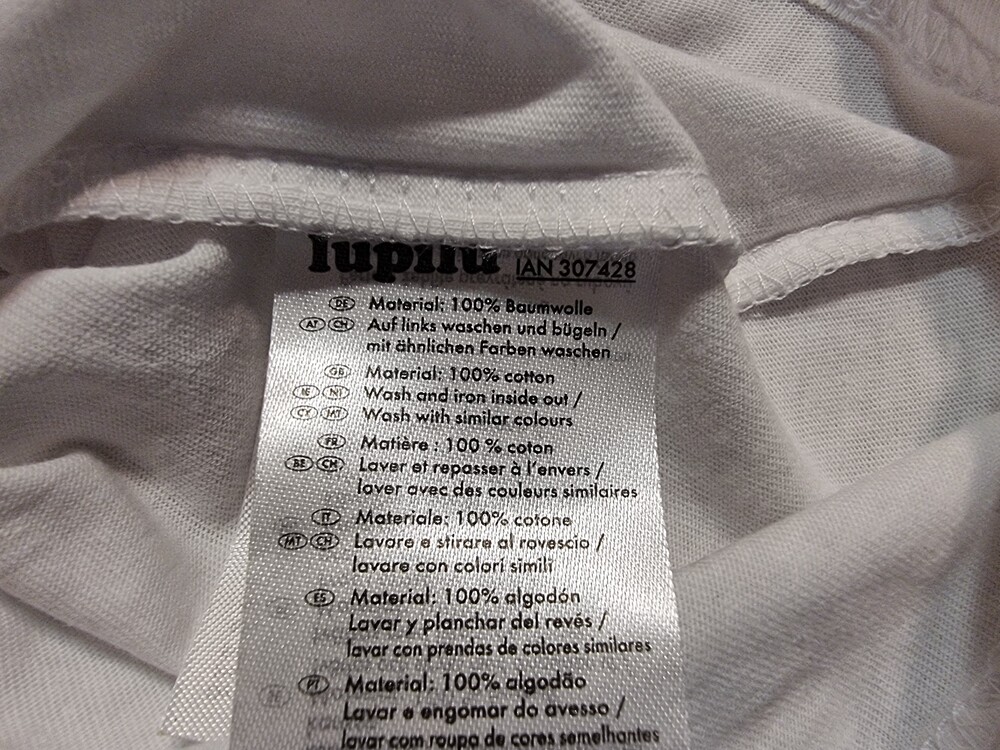 lupilu IAN 307428
DE Material: 100% Baumwolle
AT CH Auf links waschen und bügeln /
mit ähnlichen Farben waschen
GB Material: 100% cotton
IE NI Wash and iron inside out /
CY MT Wash with similar colours
FR Matière : 100 % coton
BE CH Laver et repasser à l'envers /
laver avec des couleurs similaires
IT Materiale: 100% cotone
MT CH Lavare e stirare al rovescio /
lavare con colori simili
ES Material: 100% algodón
Lavar y planchar del revés /
lavar con prendas de colores similares
PT Material: 100% algodão
Lavar e engomar do avesso /
lavar com roupa de cores semelhantes